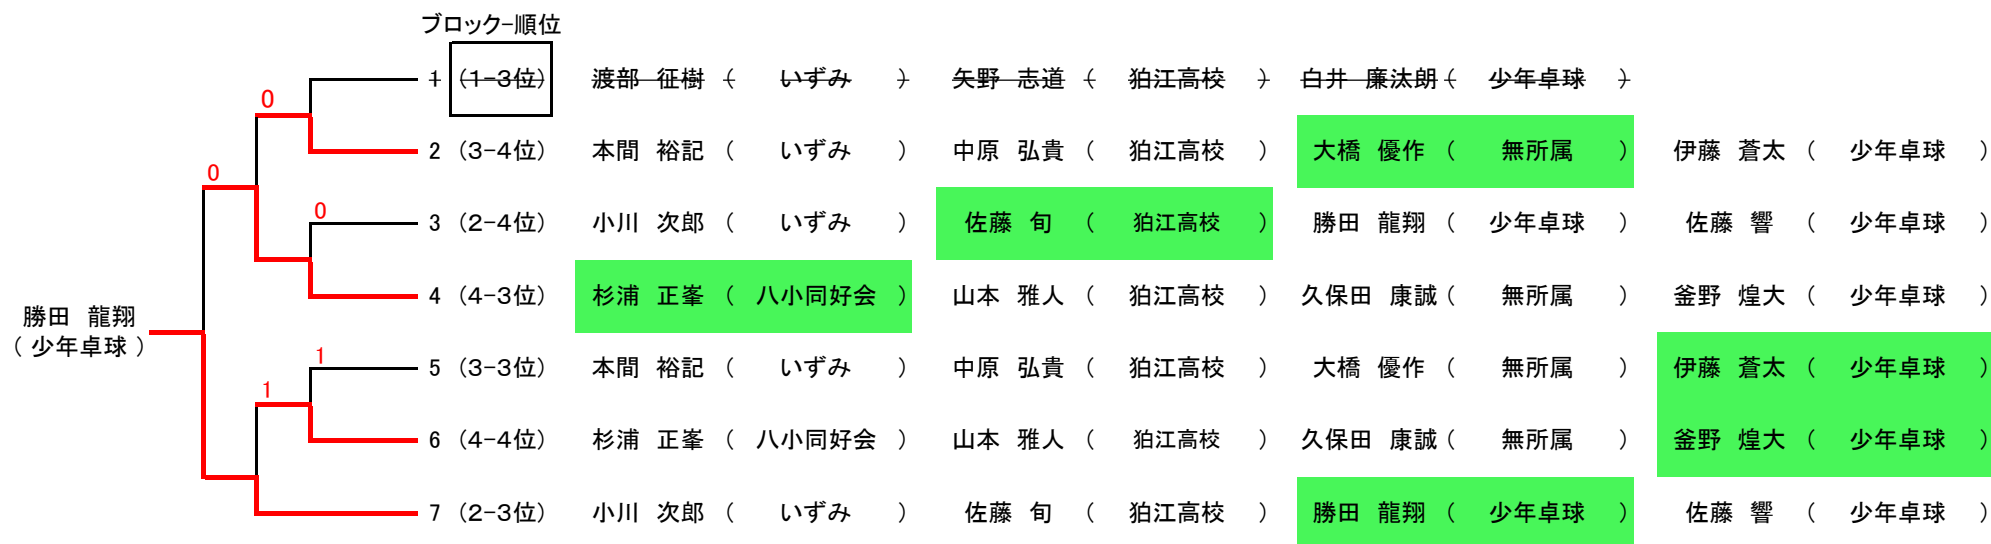 ブロック-順位
1 (1-3位) 渡部 征樹 ( いずみ ) 矢野 志道 ( 狛江高校 ) 白井 廉汰朗 ( 少年卓球 )
0
2 (3-4位) 本間 裕記 ( いずみ ) 中原 弘貴 ( 狛江高校 ) 大橋 優作 ( 無所属 ) 伊藤 蒼太 ( 少年卓球 )
0
0
3 (2-4位) 小川 次郎 ( いずみ ) 佐藤 旬 ( 狛江高校 ) 勝田 龍翔 ( 少年卓球 ) 佐藤 響 ( 少年卓球 )
4 (4-3位) 杉浦 正峯 ( 八小同好会 ) 山本 雅人 ( 狛江高校 ) 久保田 康誠 ( 無所属 ) 釜野 煌大 ( 少年卓球 )
勝田 龍翔
( 少年卓球 )
1
5 (3-3位) 本間 裕記 ( いずみ ) 中原 弘貴 ( 狛江高校 ) 大橋 優作 ( 無所属 ) 伊藤 蒼太 ( 少年卓球 )
1
6 (4-4位) 杉浦 正峯 ( 八小同好会 ) 山本 雅人 ( 狛江高校 ) 久保田 康誠 ( 無所属 ) 釜野 煌大 ( 少年卓球 )
7 (2-3位) 小川 次郎 ( いずみ ) 佐藤 旬 ( 狛江高校 ) 勝田 龍翔 ( 少年卓球 ) 佐藤 響 ( 少年卓球 )